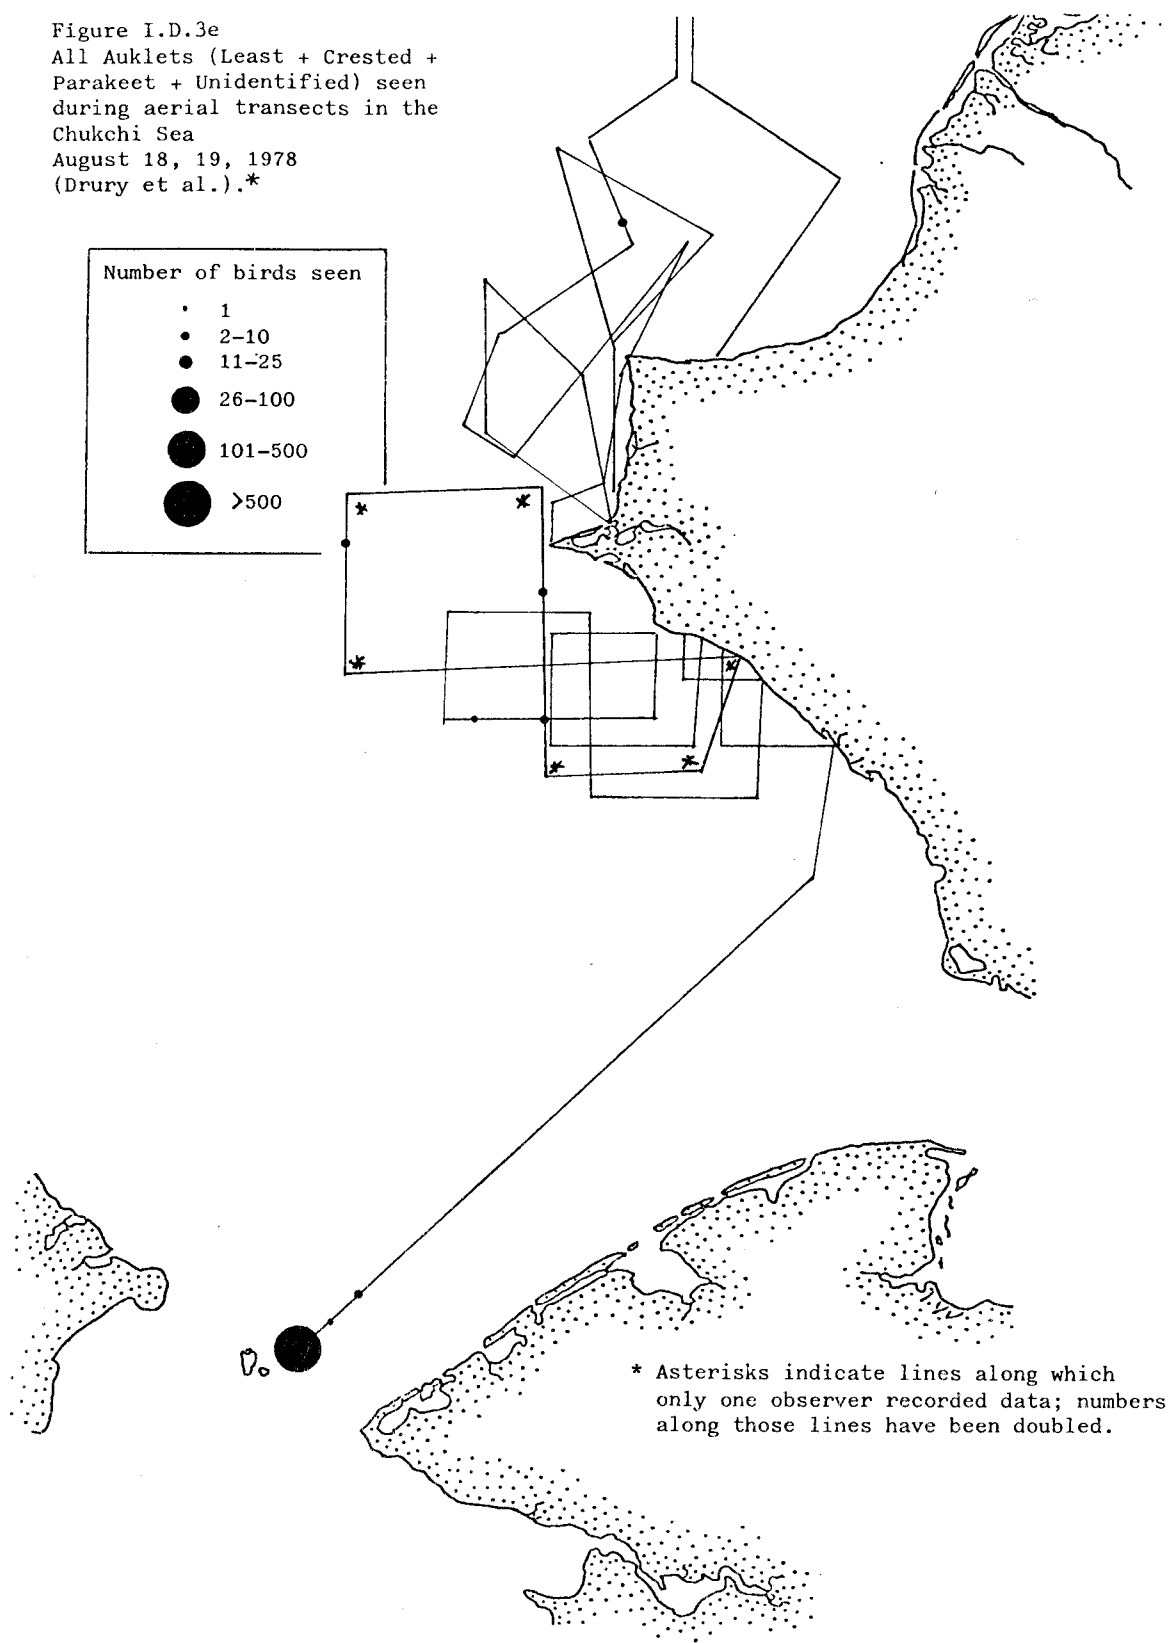 Figure I.D.3e
All Auklets (Least + Crested +
Parakeet + Unidentified) seen
during aerial transects in the
Chukchi Sea
August 18, 19, 1978
(Drury et al.).*
Number of birds seen
1
2-10
11-25
26-100
101-500
>500
* Asterisks indicate lines along which
only one observer recorded data; numbers
along those lines have been doubled.